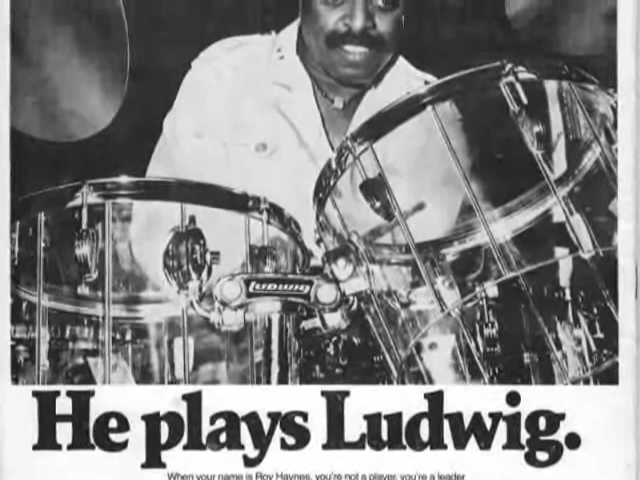 Ludwig
He plays Ludwig.
When your name is Roy Haynes, you're not a player, you're a leader